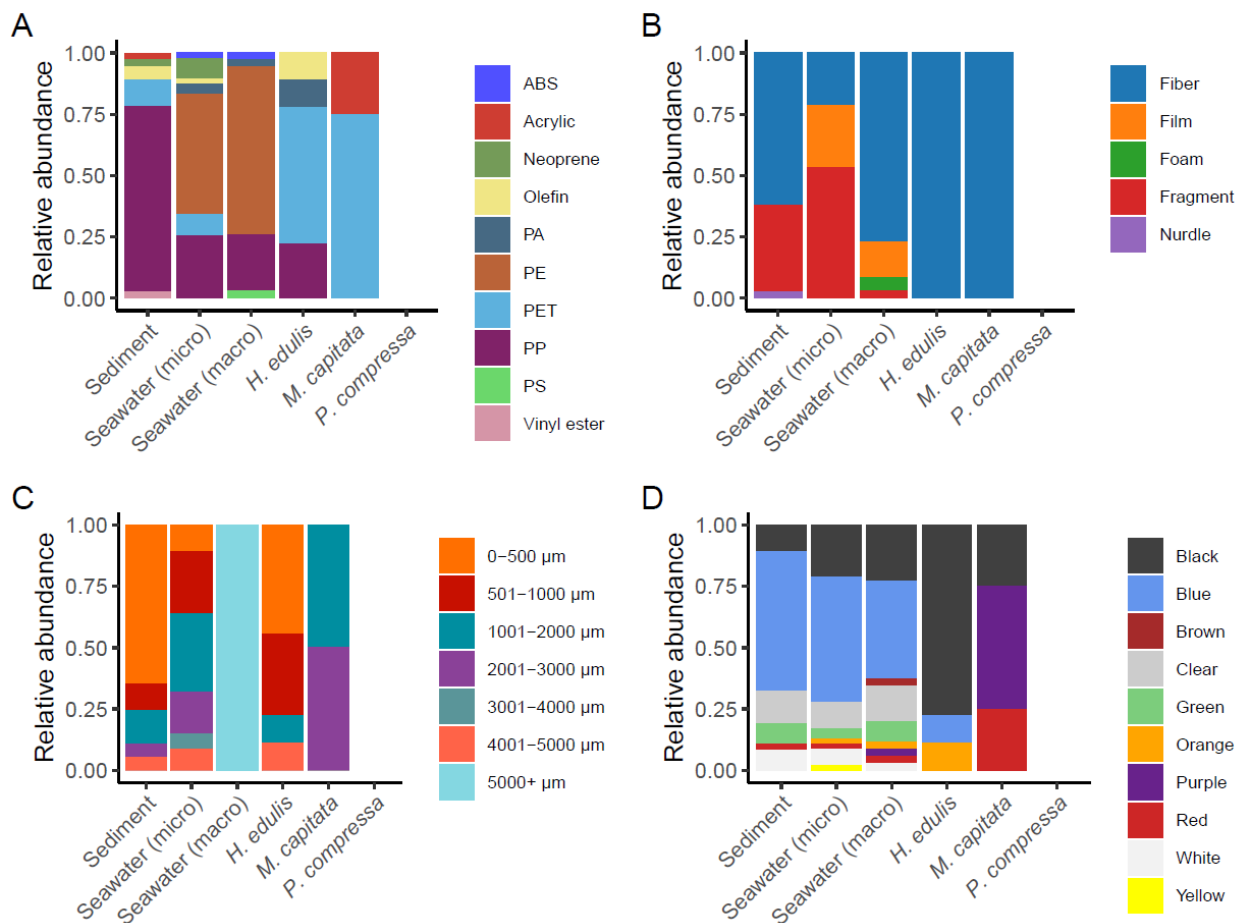 A
Relative abundance
1.00
0.75
0.50
0.25
0.00
Sediment
Seawater (micro)
Seawater (macro)
H. edulis
M. capitata
P. compressa
ABS
Acrylic
Neoprene
Olefin
PA
PE
PET
PP
PS
Vinyl ester
B
Relative abundance
1.00
0.75
0.50
0.25
0.00
Sediment
Seawater (micro)
Seawater (macro)
H. edulis
M. capitata
P. compressa
Fiber
Film
Foam
Fragment
Nurdle
C
Relative abundance
1.00
0.75
0.50
0.25
0.00
Sediment
Seawater (micro)
Seawater (macro)
H. edulis
M. capitata
P. compressa
0−500 µm
501−1000 µm
1001−2000 µm
2001−3000 µm
3001−4000 µm
4001−5000 µm
5000+ µm
D
Relative abundance
1.00
0.75
0.50
0.25
0.00
Sediment
Seawater (micro)
Seawater (macro)
H. edulis
M. capitata
P. compressa
Black
Blue
Brown
Clear
Green
Orange
Purple
Red
White
Yellow